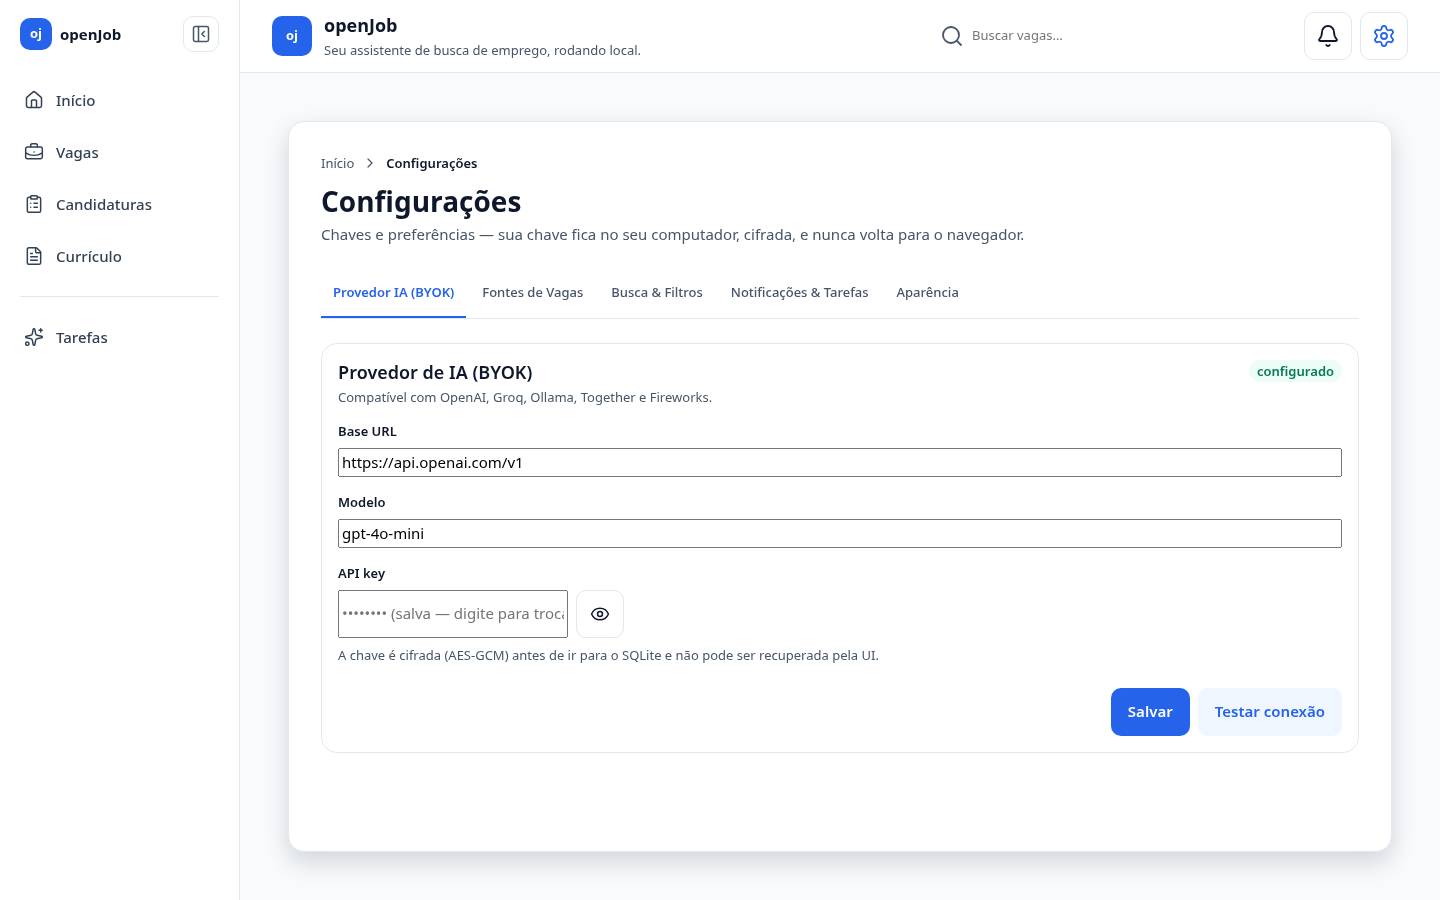 oj openJob
Início
Vagas
Candidaturas
Currículo
Tarefas
oj openJob
Seu assistente de busca de emprego, rodando local.
Buscar vagas...
Início > Configurações
Configurações
Chaves e preferências — sua chave fica no seu computador, cifrada, e nunca volta para o navegador.
Provedor IA (BYOK) Fontes de Vagas Busca & Filtros Notificações & Tarefas Aparência
Provedor de IA (BYOK) configurado
Compatível com OpenAI, Groq, Ollama, Together e Fireworks.
Base URL
https://api.openai.com/v1
Modelo
gpt-4o-mini
API key
•••••••• (salva — digite para troca
A chave é cifrada (AES-GCM) antes de ir para o SQLite e não pode ser recuperada pela UI.
Salvar Testar conexão